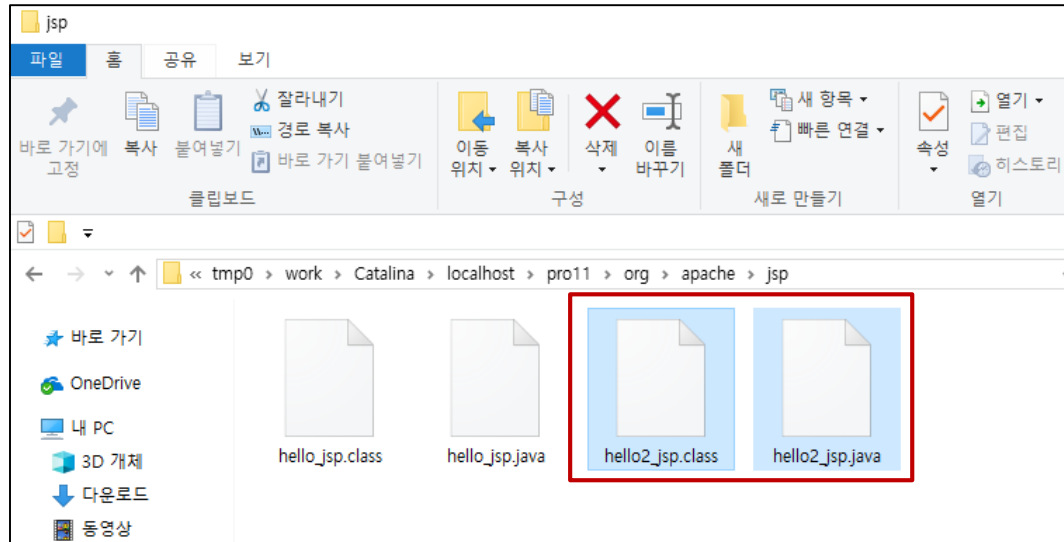 jsp
파일 홈 공유 보기
바로 가기에 고정
복사
붙여넣기
잘라내기
경로 복사
바로 가기 붙여넣기
클립보드
이동 위치
복사 위치
삭제
이름 바꾸기
구성
새 폴더
새 항목
빠른 연결
새로 만들기
속성
열기
편집
히스토리
열기
« tmp0 > work > Catalina > localhost > pro11 > org > apache > jsp
바로 가기
OneDrive
내 PC
3D 개체
다운로드
동영상
hello_jsp.class
hello_jsp.java
hello2_jsp.class
hello2_jsp.java